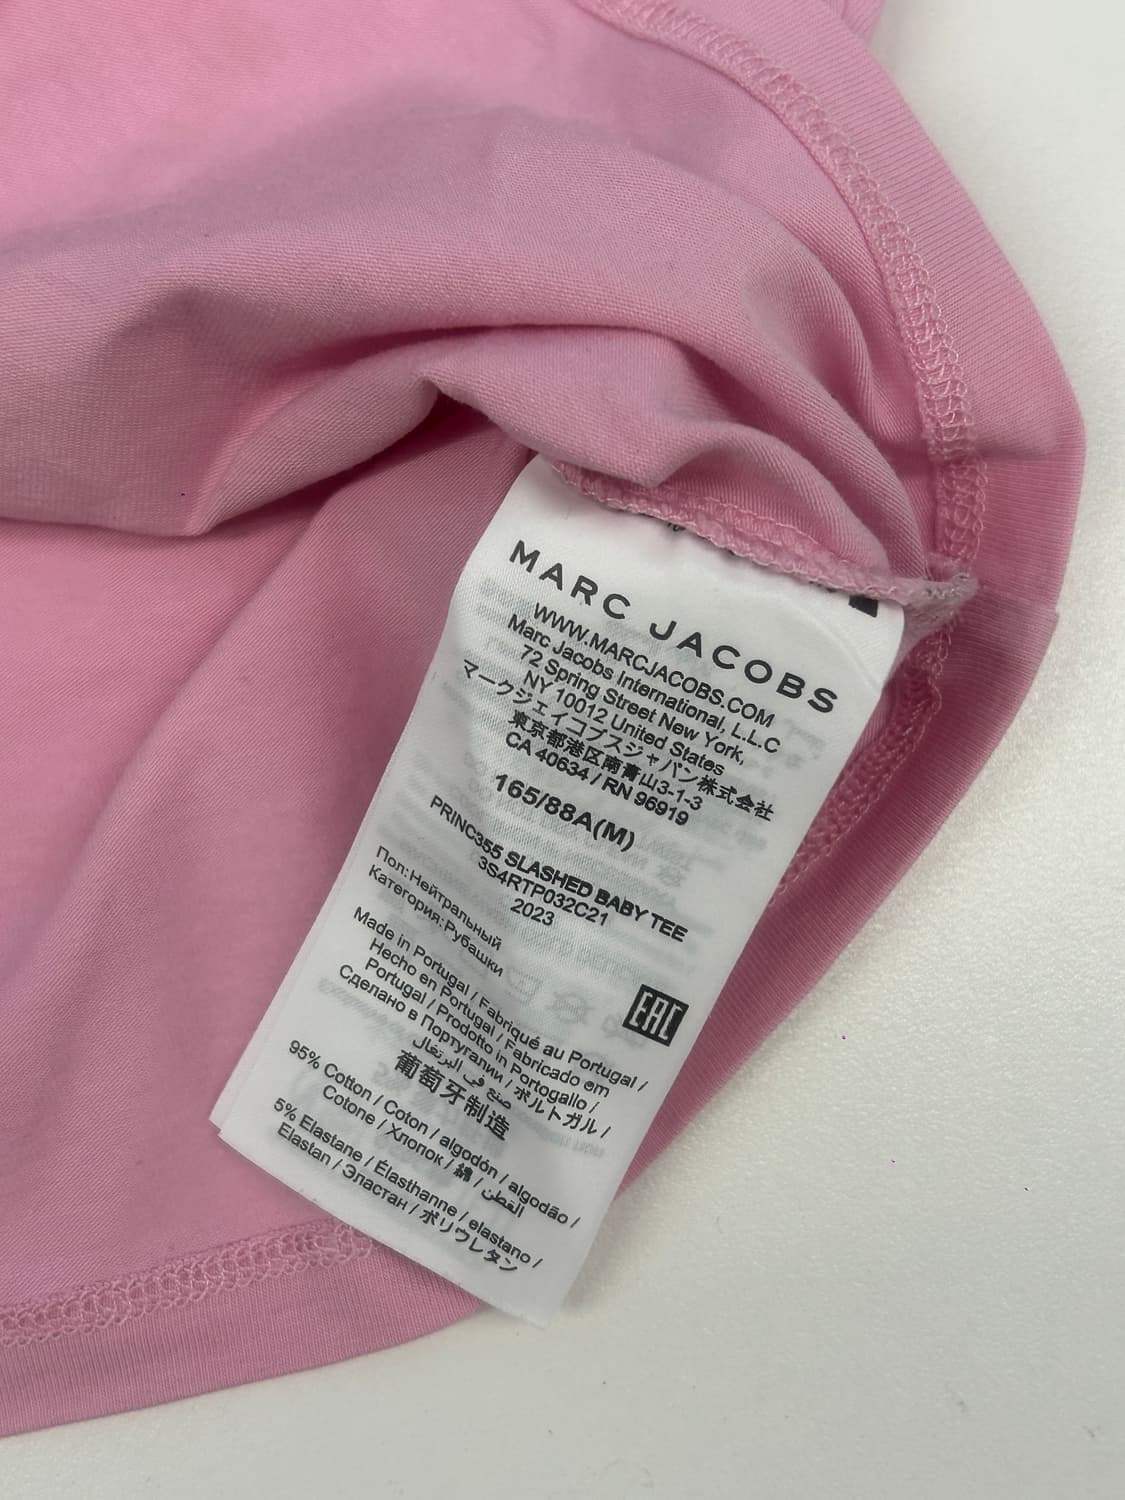 MARC JACOBS
WWW.MARCJACOBS.COM
Marc Jacobs International, L.L.C
72 Spring Street New York,
NY 10012 United States
マークジェイコブスジャパン株式会社
東京都港区南青山3-1-3
CA 40634 / RN 96919
165/88A(M)
PRINC355 SLASHED BABY TEE
3S4RTP032C21
2023
Пол:Нейтральный
Категория:Рубашки
EAC
Made in Portugal / Fabriqué au Portugal /
Hecho en Portugal / Fabricado em
Portugal / Prodotto in Portogallo /
Сделано в Португалии / ポルトガル /
صنع في البرتغال
葡萄牙制造
95% Cotton / Coton / algodón / algodão /
Cotone / Хлопок / 綿 / القطن
5% Elastane / Élasthanne / elastano /
Elastan / Эластан / ポリウレタン